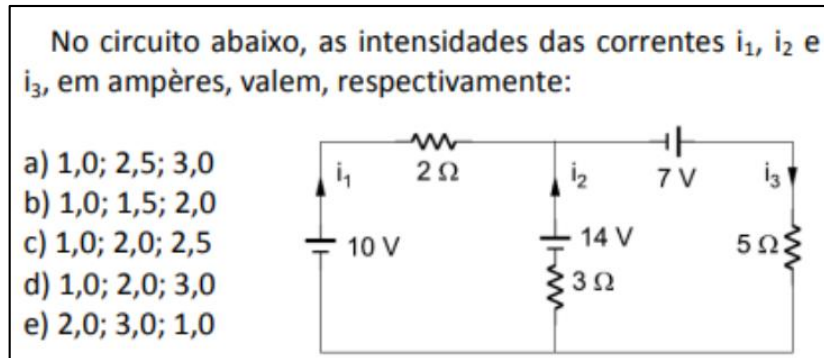 No circuito abaixo, as intensidades das correntes i₁, i₂ e
i₃, em ampères, valem, respectivamente:
a) 1,0; 2,5; 3,0
b) 1,0; 1,5; 2,0
c) 1,0; 2,0; 2,5
d) 1,0; 2,0; 3,0
e) 2,0; 3,0; 1,0
i₁
2 Ω
i₂
7 V
i₃
10 V
14 V
3 Ω
5 Ω